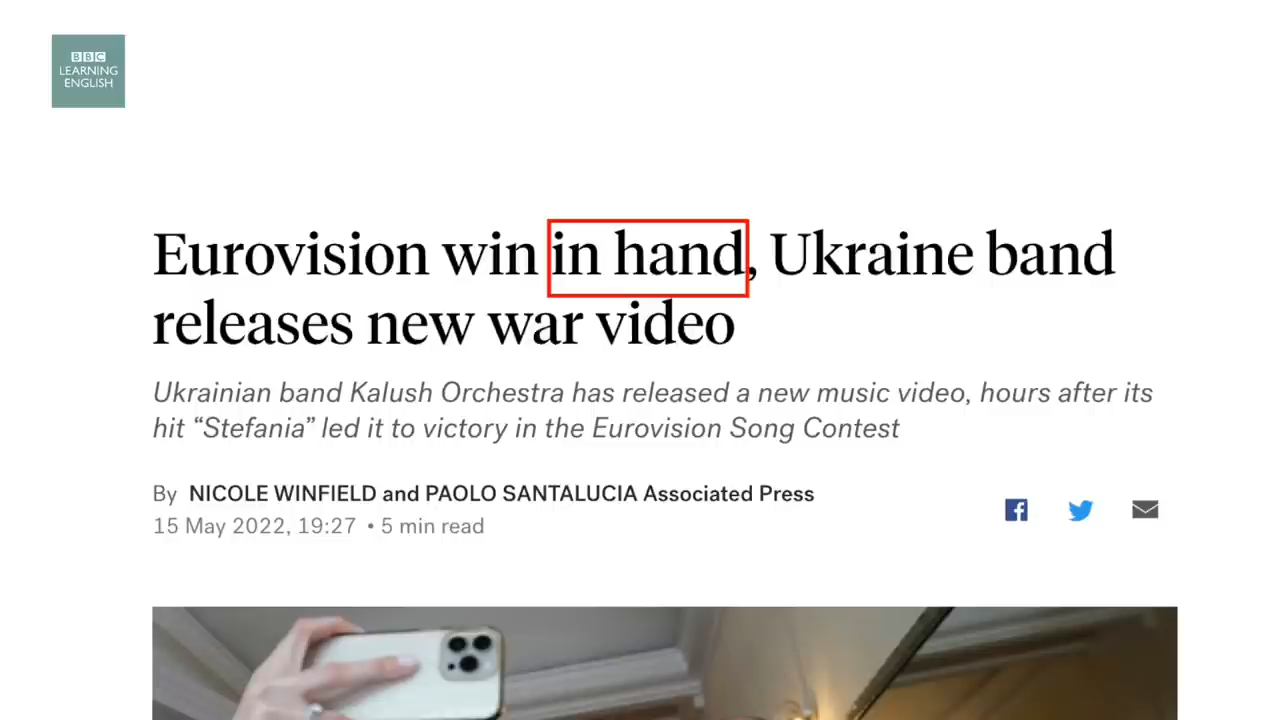 BBC
LEARNING
ENGLISH
Eurovision win in hand, Ukraine band
releases new war video
Ukrainian band Kalush Orchestra has released a new music video, hours after its
hit “Stefania” led it to victory in the Eurovision Song Contest
By NICOLE WINFIELD and PAOLO SANTALUCIA Associated Press
15 May 2022, 19:27 • 5 min read